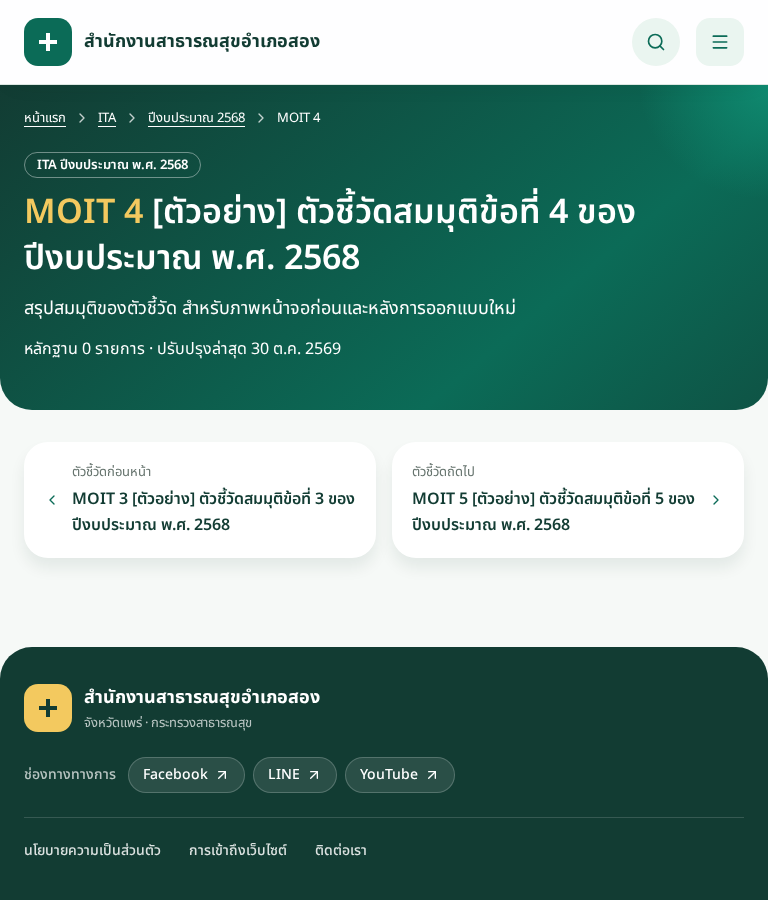 สำนักงานสาธารณสุขอำเภอสอง
หน้าแรก > ITA > ปีงบประมาณ 2568 > MOIT 4
ITA ปีงบประมาณ พ.ศ. 2568
MOIT 4 [ตัวอย่าง] ตัวชี้วัดสมมุติข้อที่ 4 ของ
ปีงบประมาณ พ.ศ. 2568
สรุปสมมุติของตัวชี้วัด สำหรับภาพหน้าจอก่อนและหลังการออกแบบใหม่
หลักฐาน 0 รายการ · ปรับปรุงล่าสุด 30 ต.ค. 2569
ตัวชี้วัดก่อนหน้า
MOIT 3 [ตัวอย่าง] ตัวชี้วัดสมมุติข้อที่ 3 ของ
ปีงบประมาณ พ.ศ. 2568
ตัวชี้วัดถัดไป
MOIT 5 [ตัวอย่าง] ตัวชี้วัดสมมุติข้อที่ 5 ของ
ปีงบประมาณ พ.ศ. 2568
สำนักงานสาธารณสุขอำเภอสอง
จังหวัดแพร่ · กระทรวงสาธารณสุข
ช่องทางทางการ Facebook LINE YouTube
นโยบายความเป็นส่วนตัว การเข้าถึงเว็บไซต์ ติดต่อเรา